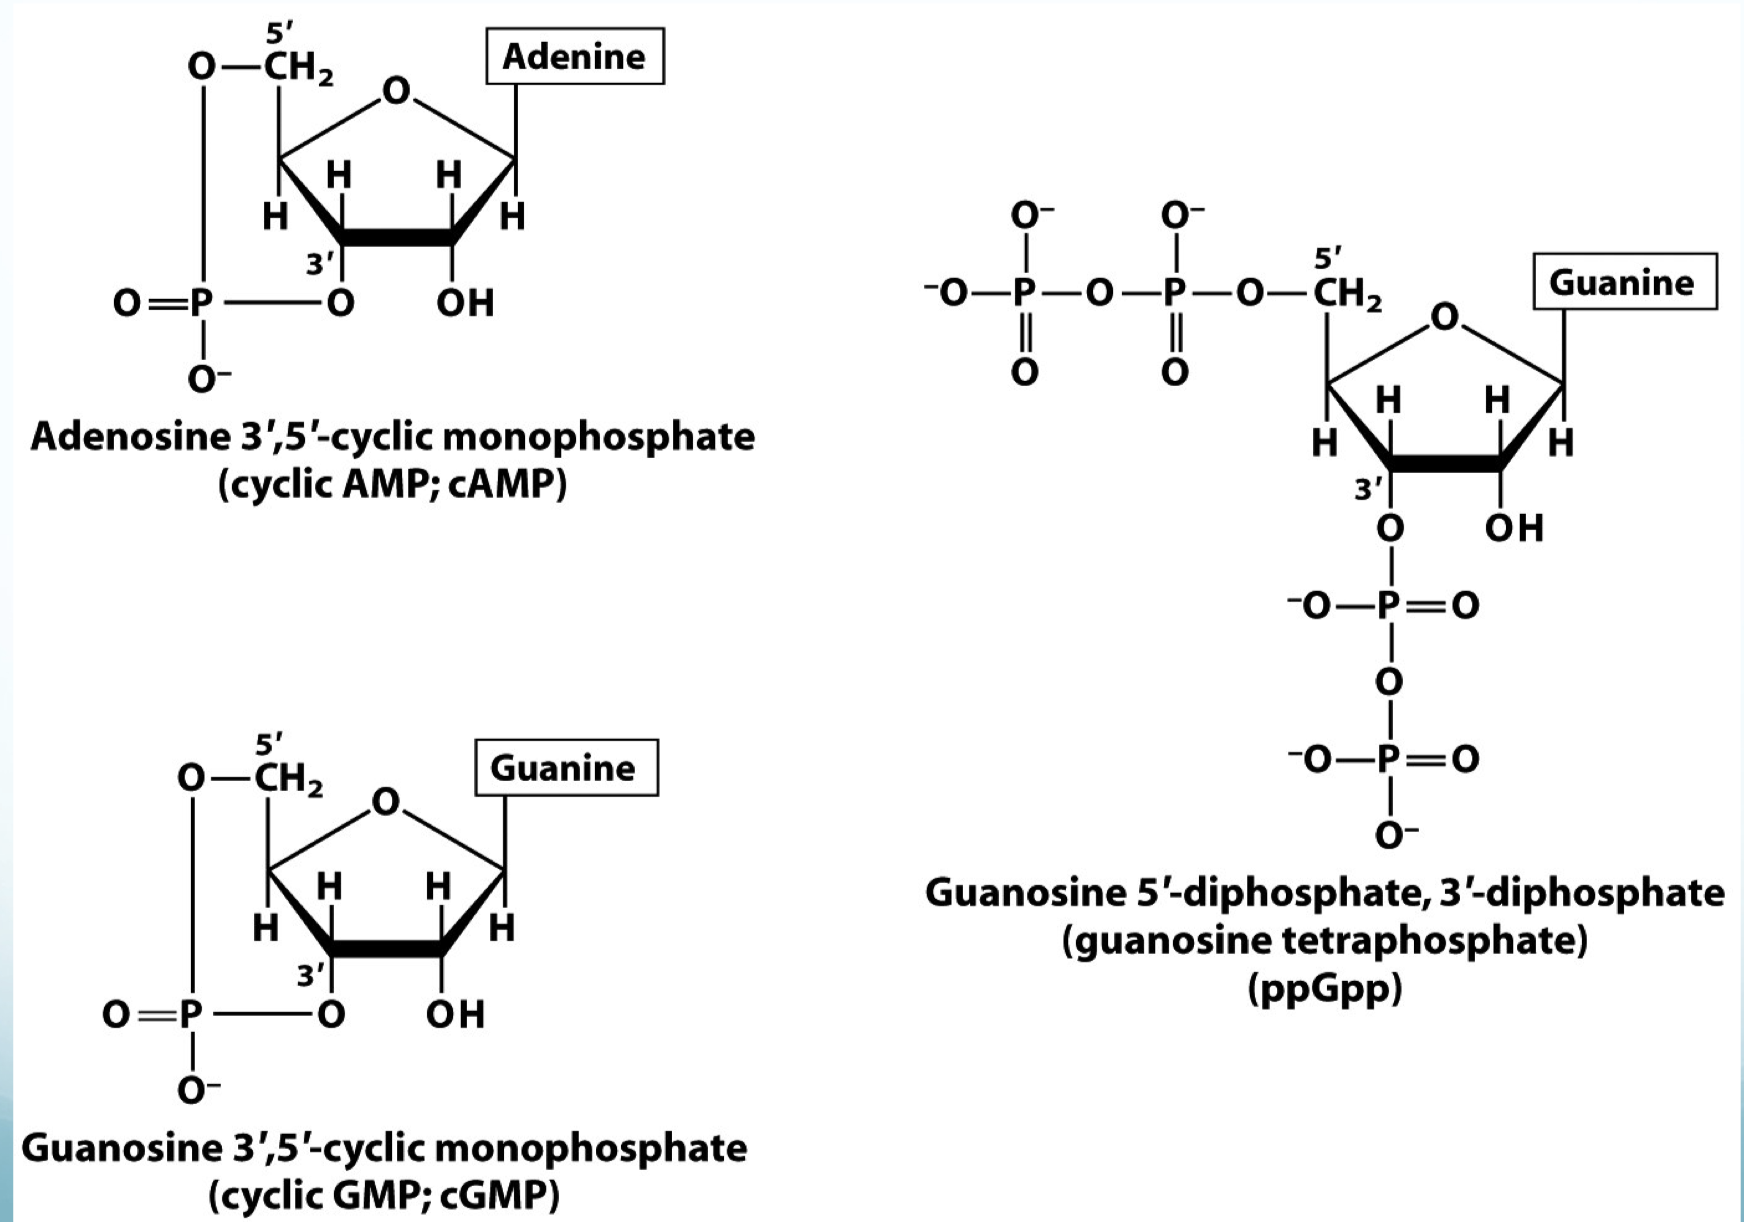 5′
O—CH₂
O
Adenine
H H
H H
3′
O=P—O OH
O⁻
Adenosine 3′,5′-cyclic monophosphate
(cyclic AMP; cAMP)
5′
O—CH₂
O
Guanine
H H
H H
3′
O=P—O OH
O⁻
Guanosine 3′,5′-cyclic monophosphate
(cyclic GMP; cGMP)
O⁻ O⁻
5′
⁻O—P—O—P—O—CH₂
Guanine
O
O O
H H
H H
3′
O OH
⁻O—P=O
O
⁻O—P=O
O⁻
Guanosine 5′-diphosphate, 3′-diphosphate
(guanosine tetraphosphate)
(ppGpp)